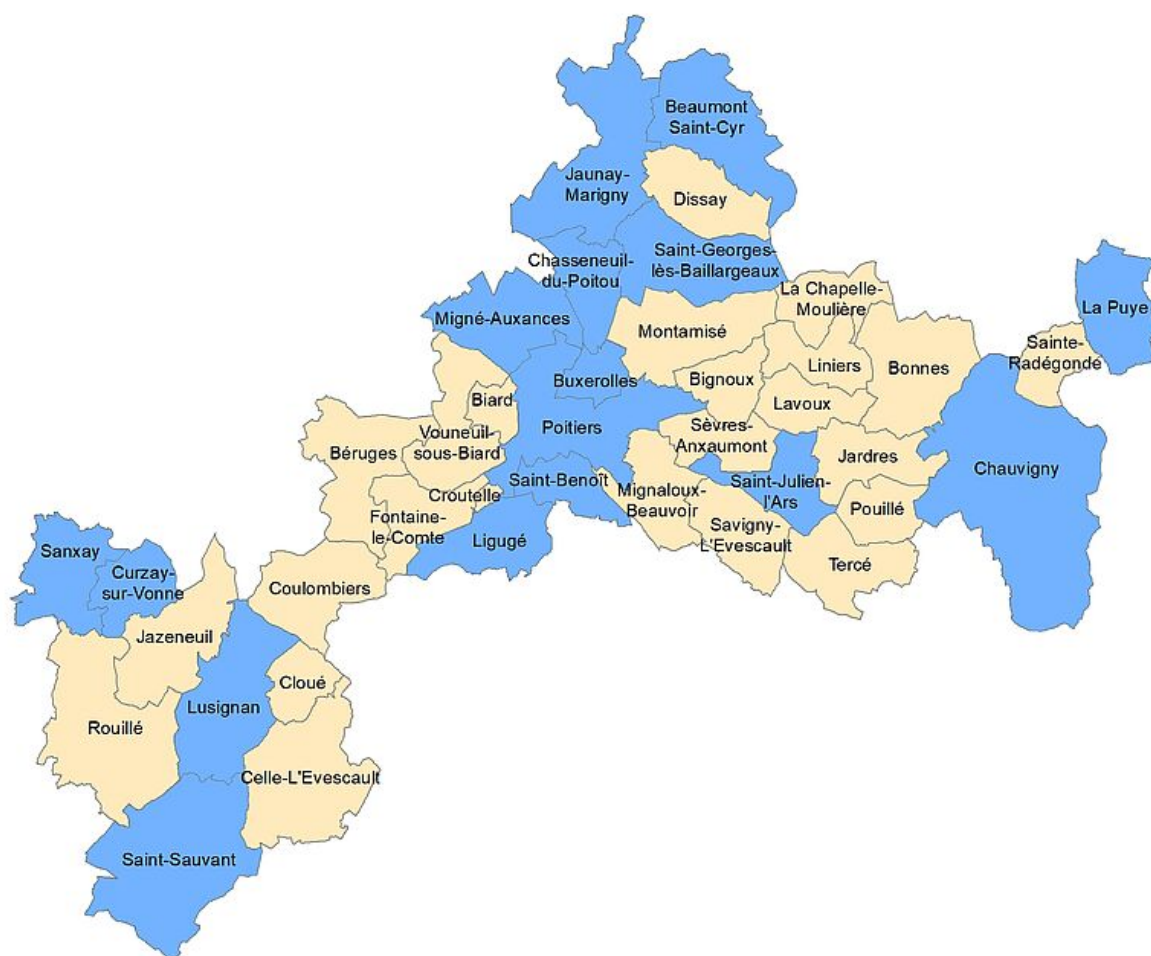 Beaumont
Saint-Cyr
Jaunay-
Marigny
Dissay
Saint-Georges-
lès-Baillargeaux
Chasseneuil-
du-Poitou
La Chapelle-
Moulière
La Puye
Migné-Auxances
Montamisé
Sainte-
Radégonde
Liniers
Bonnes
Bignoux
Buxerolles
Biard
Lavoux
Poitiers
Sèvres-
Anxaumont
Vouneuil-
sous-Biard
Béruges
Jardres
Chauvigny
Saint-Benoît
Saint-Julien-
l'Ars
Mignaloux-
Beauvoir
Croutelle
Pouillé
Fontaine-
le-Comte
Ligugé
Savigny-
L'Evescault
Tercé
Sanxay
Curzay-
sur-Vonne
Coulombiers
Jazeneuil
Cloué
Lusignan
Rouillé
Celle-L'Evescault
Saint-Sauvant